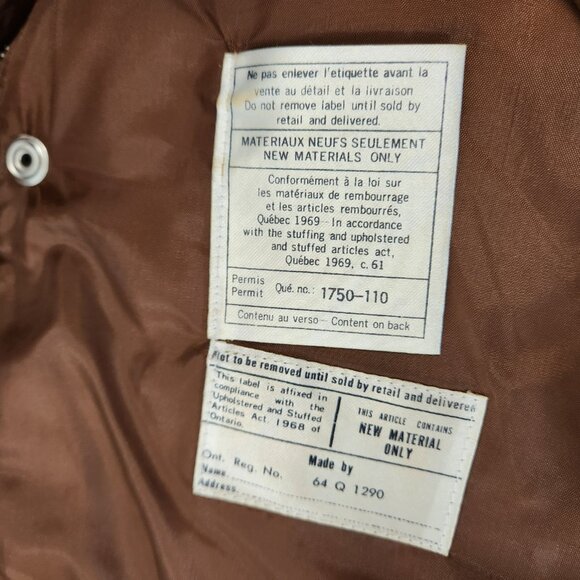 Ne pas enlever l'etiquette avant la
vente au détail et la livraison
Do not remove label until sold by
retail and delivered.
MATERIAUX NEUFS SEULEMENT
NEW MATERIALS ONLY
Conformément à la loi sur
les matériaux de rembourrage
et les articles rembourrés,
Québec 1969 - In accordance
with the stuffing and upholstered
and stuffed articles act,
Québec 1969, c. 61
Permis
Permit Qué. no.: 1750-110
Contenu au verso - Content on back
Not to be removed until sold by retail and delivered
This label is affixed in
compliance with the
Upholstered and Stuffed
Articles Act, 1968 of
Ontario.
THIS ARTICLE CONTAINS
NEW MATERIAL
ONLY
Made by
Ont. Reg. No. 64 Q 1290
Name
Address